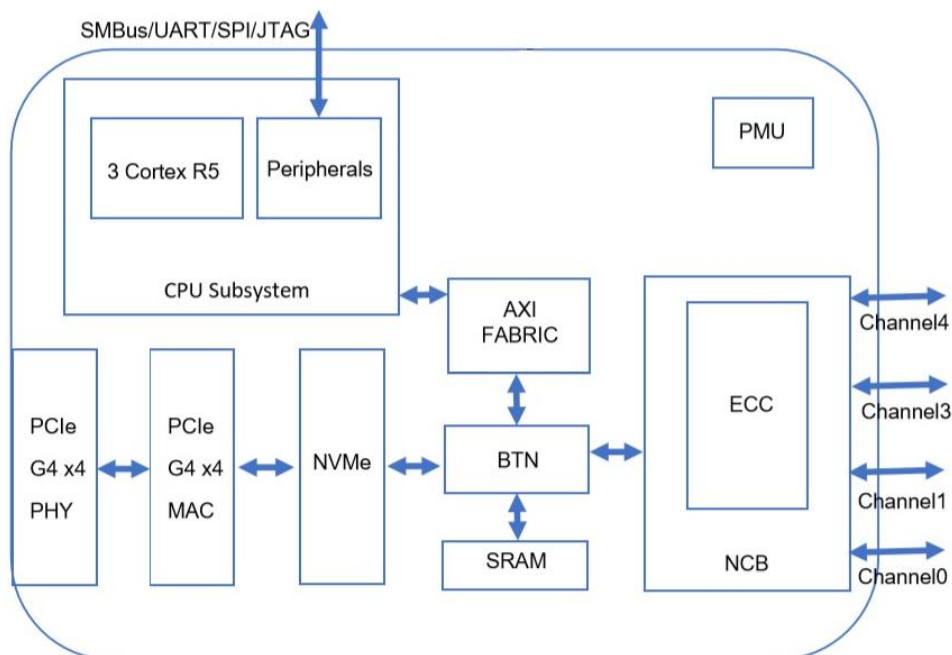 SMBus/UART/SPI/JTAG
3 Cortex R5
Peripherals
CPU Subsystem
PMU
AXI
FABRIC
PCIe
G4 x4
PHY
PCIe
G4 x4
MAC
NVMe
BTN
SRAM
ECC
NCB
Channel4
Channel3
Channel1
Channel0